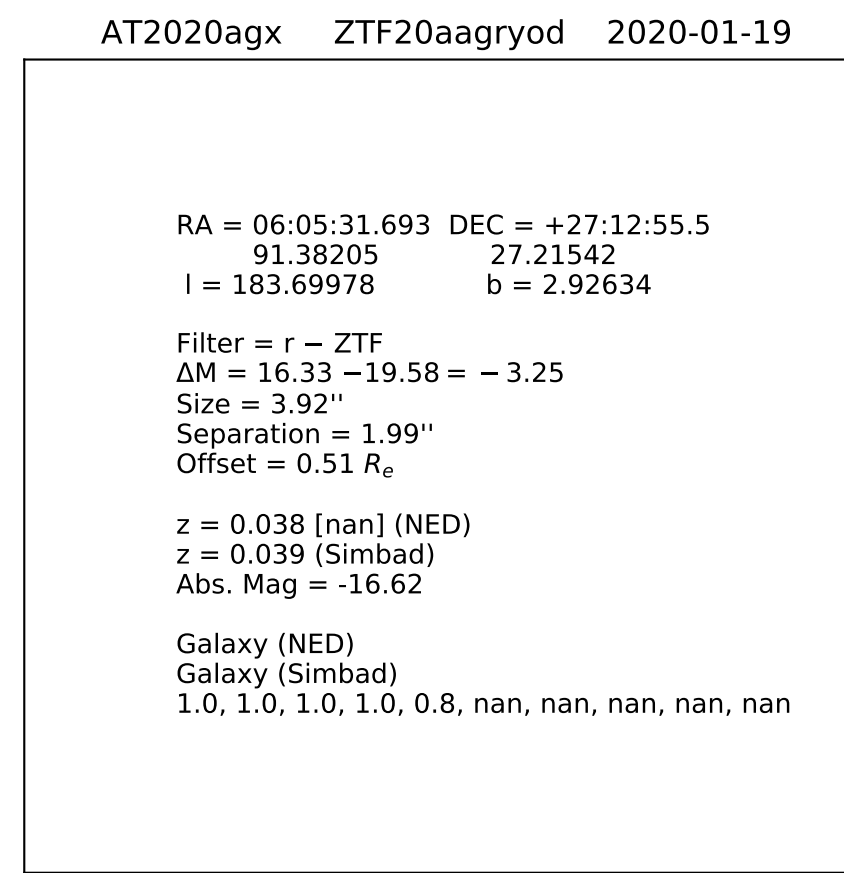 AT2020agx ZTF20aagryod 2020-01-19
RA = 06:05:31.693 DEC = +27:12:55.5
91.38205 27.21542
l = 183.69978 b = 2.92634
Filter = r − ZTF
ΔM = 16.33 −19.58 = − 3.25
Size = 3.92''
Separation = 1.99''
Offset = 0.51 Re
z = 0.038 [nan] (NED)
z = 0.039 (Simbad)
Abs. Mag = -16.62
Galaxy (NED)
Galaxy (Simbad)
1.0, 1.0, 1.0, 1.0, 0.8, nan, nan, nan, nan, nan